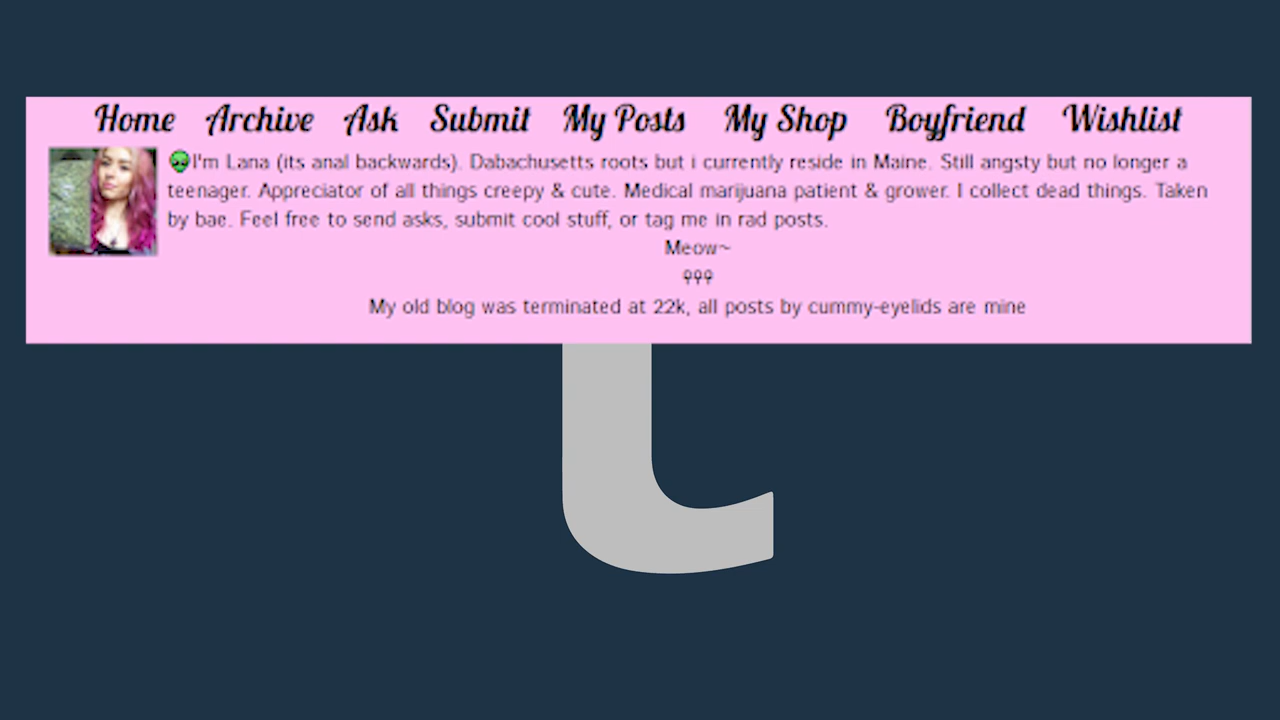 Home Archive Ask Submit My Posts My Shop Boyfriend Wishlist
👽I'm Lana (its anal backwards). Dabachusetts roots but i currently reside in Maine. Still angsty but no longer a
teenager. Appreciator of all things creepy & cute. Medical marijuana patient & grower. I collect dead things. Taken
by bae. Feel free to send asks, submit cool stuff, or tag me in rad posts.
Meow~
⚲⚲⚲
My old blog was terminated at 22k, all posts by cummy-eyelids are mine